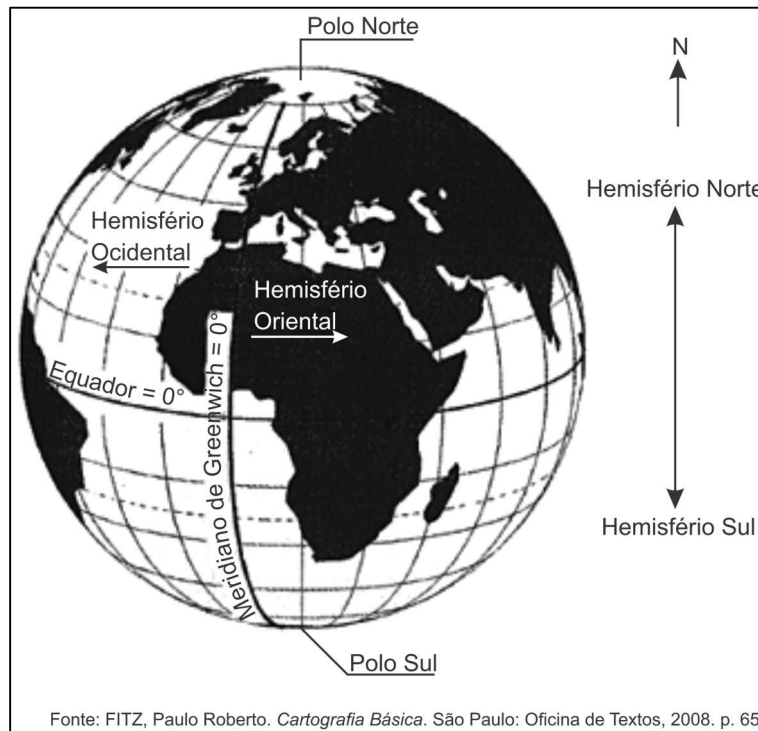 Polo Norte
N
Hemisfério Norte
Hemisfério
Ocidental
Hemisfério
Oriental
Equador = 0°
Meridiano de Greenwich = 0°
Hemisfério Sul
Polo Sul
Fonte: FITZ, Paulo Roberto. Cartografia Básica. São Paulo: Oficina de Textos, 2008. p. 65